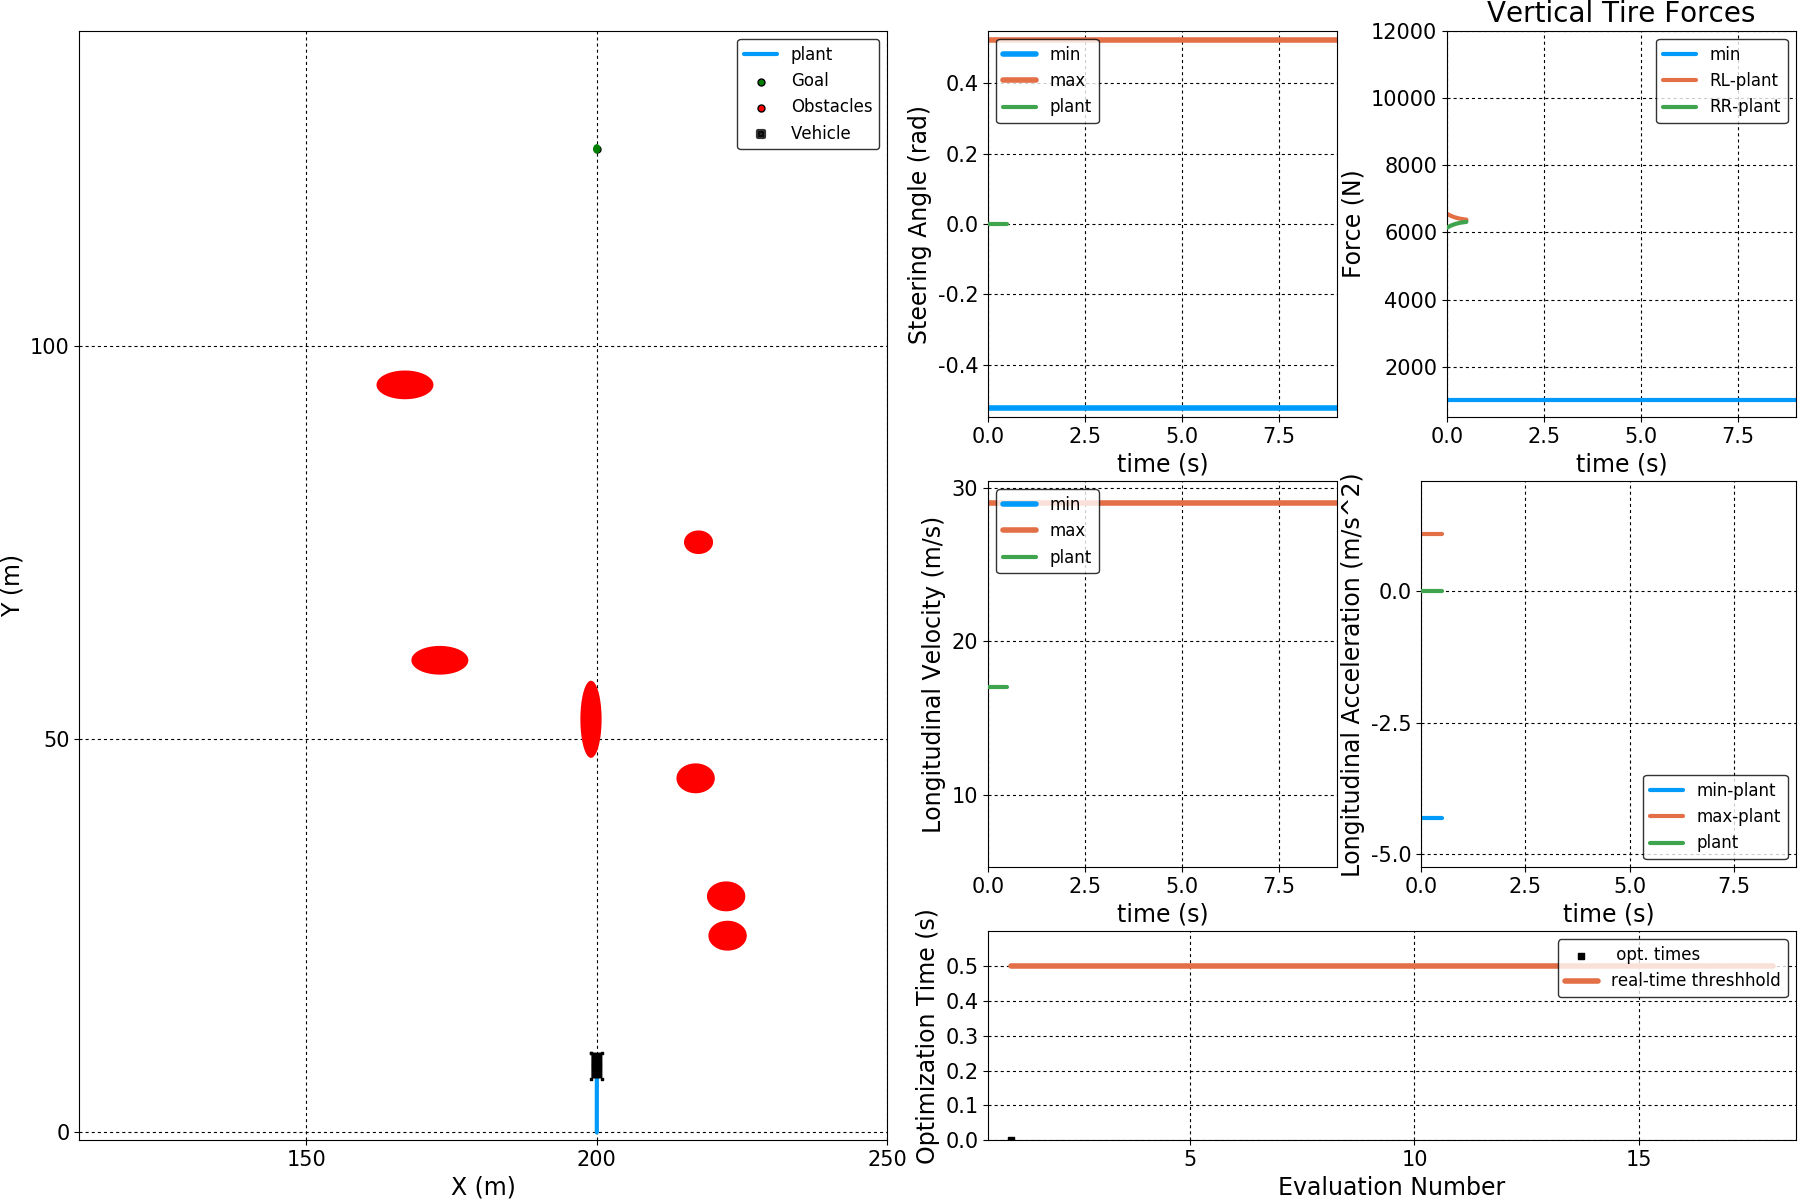 plant
Goal
Obstacles
Vehicle
100
50
0
150
200
250
Y (m)
X (m)
min
max
plant
0.4
0.2
0.0
-0.2
-0.4
0.0
2.5
5.0
7.5
Steering Angle (rad)
time (s)
Vertical Tire Forces
min
RL-plant
RR-plant
12000
10000
8000
6000
4000
2000
0.0
2.5
5.0
7.5
Force (N)
time (s)
min
max
plant
30
20
10
0.0
2.5
5.0
7.5
Longitudinal Velocity (m/s)
time (s)
0.0
-2.5
-5.0
min-plant
max-plant
plant
0.0
2.5
5.0
7.5
Longitudinal Acceleration (m/s^2)
time (s)
opt. times
real-time threshhold
0.5
0.4
0.3
0.2
0.1
0.0
5
10
15
Optimization Time (s)
Evaluation Number